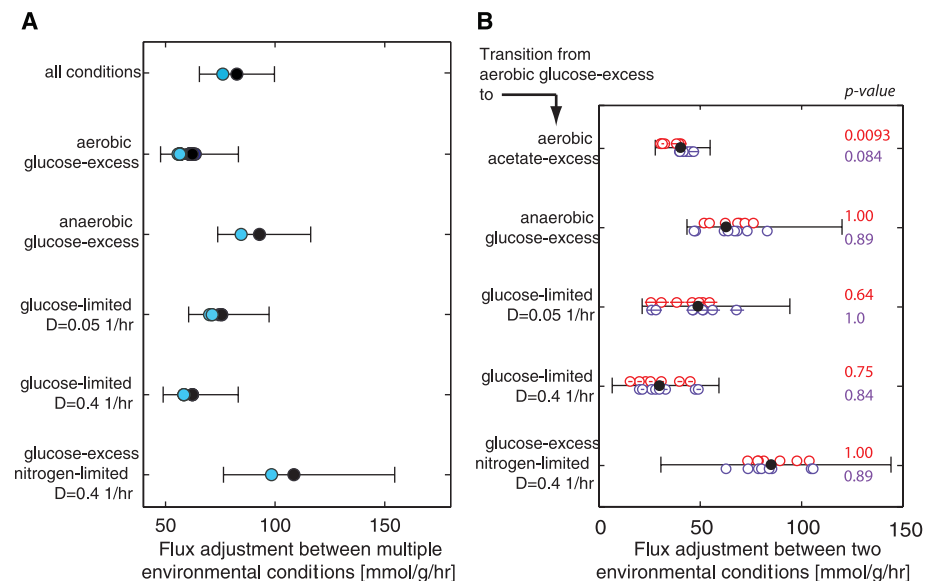 A
all conditions
aerobic
glucose-excess
anaerobic
glucose-excess
glucose-limited
D=0.05 1/hr
glucose-limited
D=0.4 1/hr
glucose-excess
nitrogen-limited
D=0.4 1/hr
50
100
150
Flux adjustment between multiple
environmental conditions [mmol/g/hr]
B
Transition from
aerobic glucose-excess
to
p-value
aerobic
acetate-excess
0.0093
0.084
anaerobic
glucose-excess
1.00
0.89
glucose-limited
D=0.05 1/hr
0.64
1.0
glucose-limited
D=0.4 1/hr
0.75
0.84
glucose-excess
nitrogen-limited
D=0.4 1/hr
1.00
0.89
0
50
100
150
Flux adjustment between two
environmental conditions [mmol/g/hr]